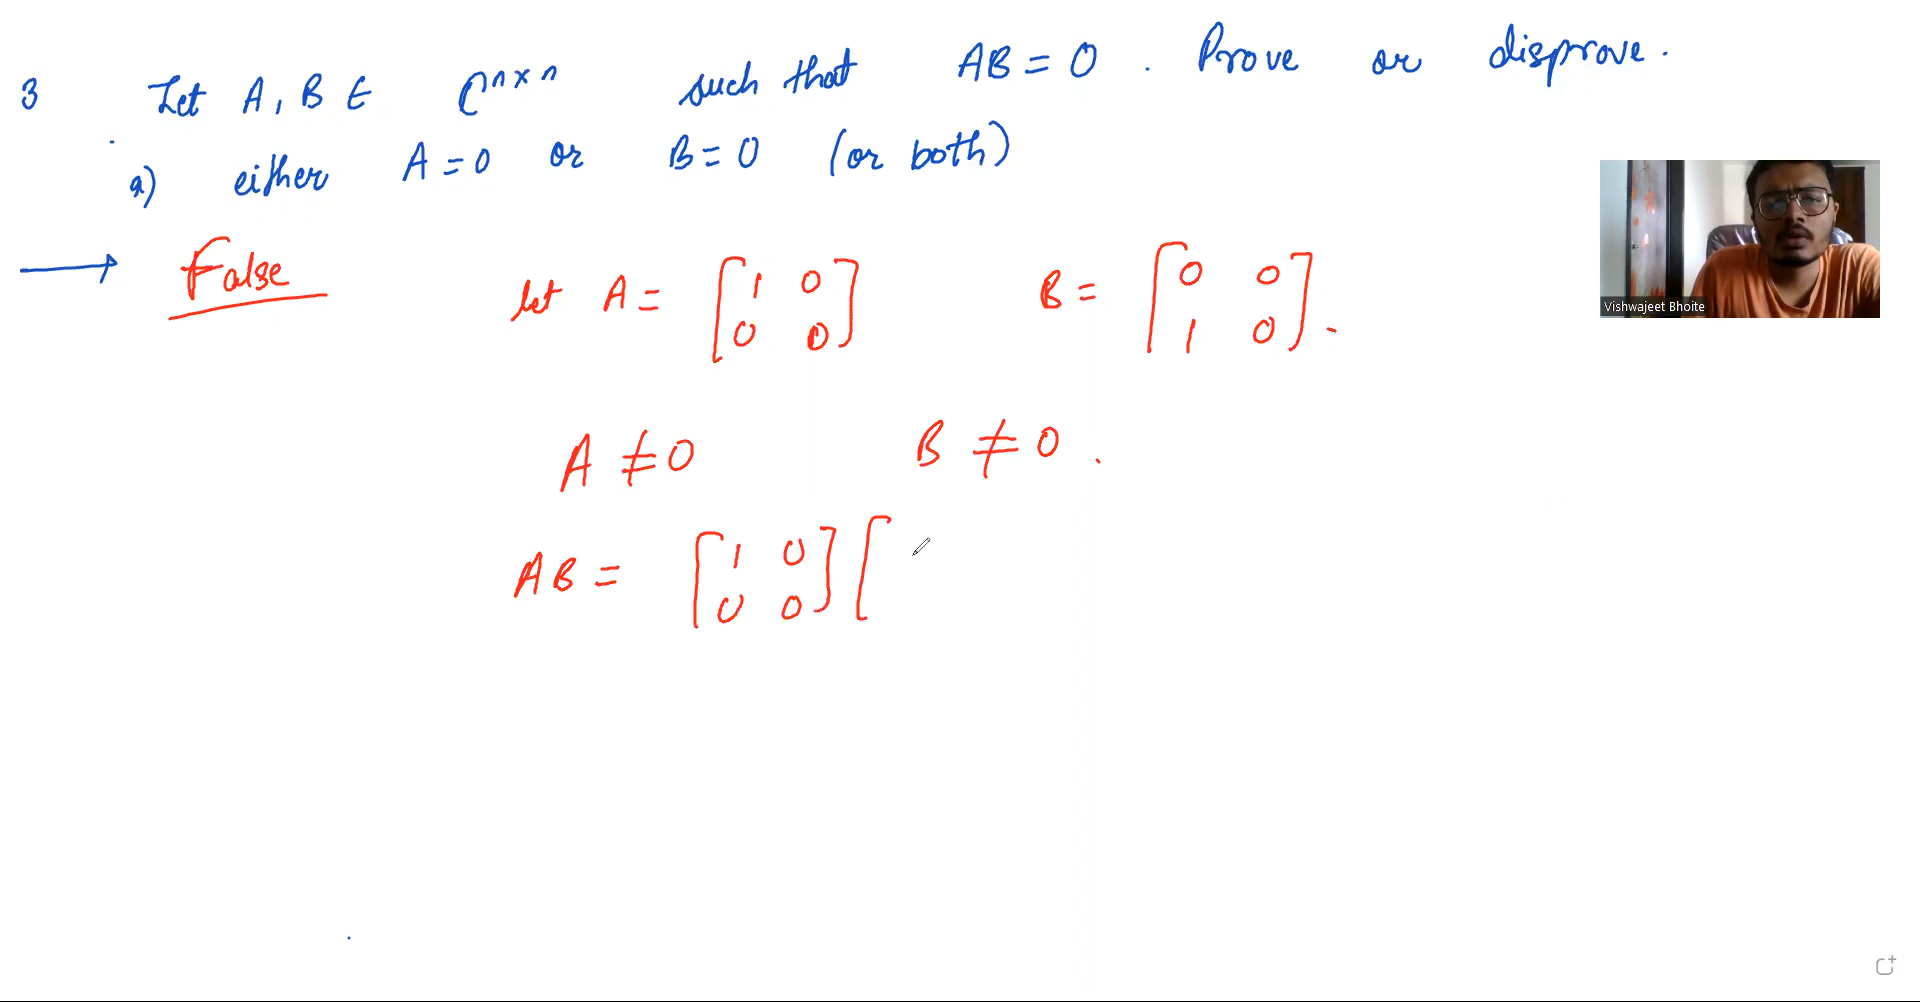 3 Let A, B ∈ ℂⁿˣⁿ such that AB = 0 . Prove or disprove.
a) either A = 0 or B = 0 (or both)
→ False let A = [1 0; 0 0] B = [0 0; 1 0].
A ≠ 0 B ≠ 0 .
AB = [1 0; 0 0] [
Vishwajeet Bhoite